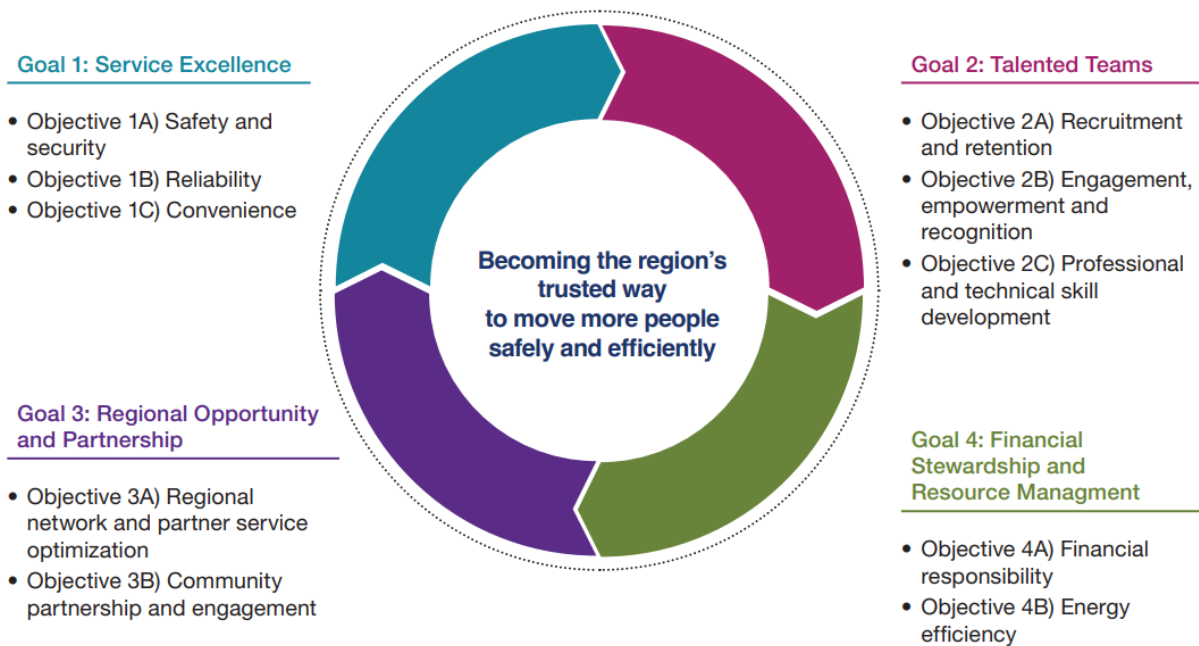 Goal 1: Service Excellence
• Objective 1A) Safety and
security
• Objective 1B) Reliability
• Objective 1C) Convenience
Goal 2: Talented Teams
• Objective 2A) Recruitment
and retention
• Objective 2B) Engagement,
empowerment and
recognition
• Objective 2C) Professional
and technical skill
development
Becoming the region's
trusted way
to move more people
safely and efficiently
Goal 3: Regional Opportunity
and Partnership
• Objective 3A) Regional
network and partner service
optimization
• Objective 3B) Community
partnership and engagement
Goal 4: Financial
Stewardship and
Resource Managment
• Objective 4A) Financial
responsibility
• Objective 4B) Energy
efficiency